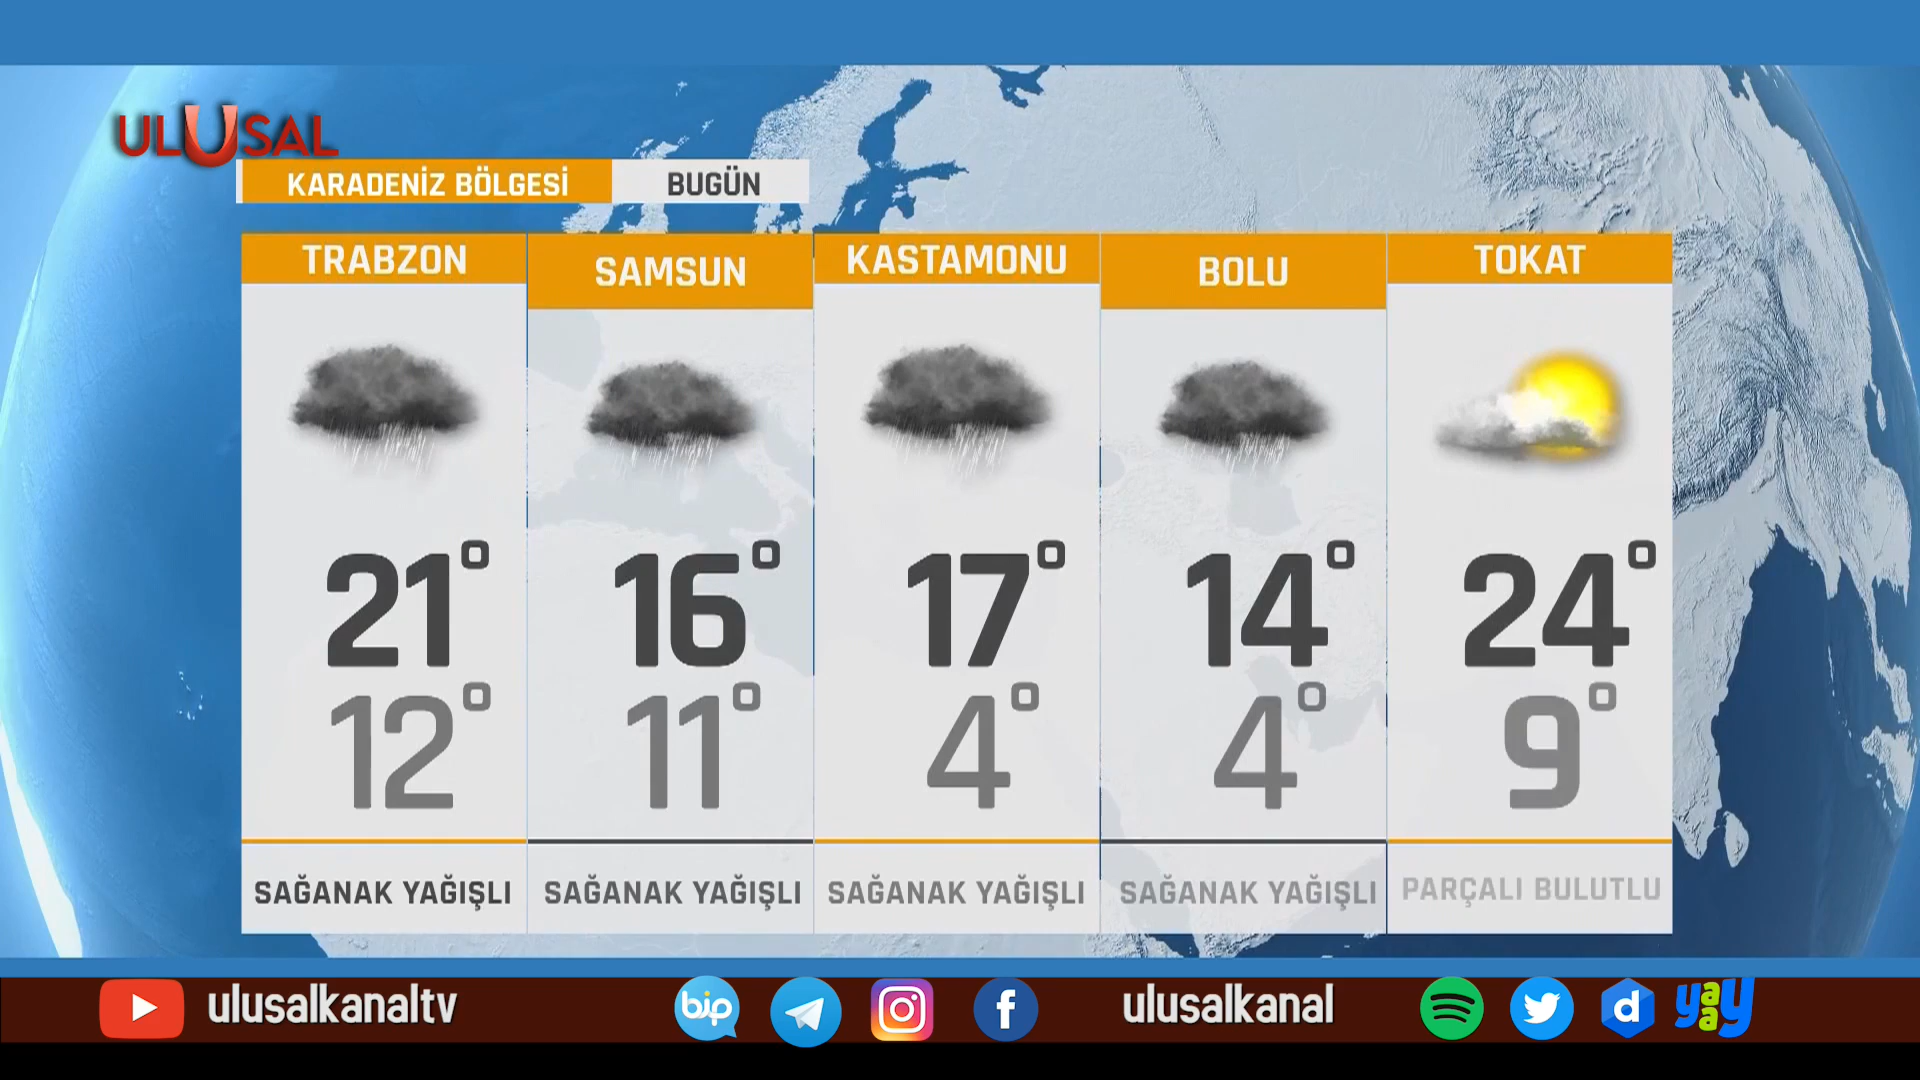 ULUSAL
KARADENİZ BÖLGESİ BUGÜN
TRABZON SAMSUN KASTAMONU BOLU TOKAT
21° 16° 17° 14° 24°
12° 11° 4° 4° 9°
SAĞANAK YAĞIŞLI SAĞANAK YAĞIŞLI SAĞANAK YAĞIŞLI SAĞANAK YAĞIŞLI PARÇALI BULUTLU
ulusalkanaltv bip f ulusalkanal d yaay